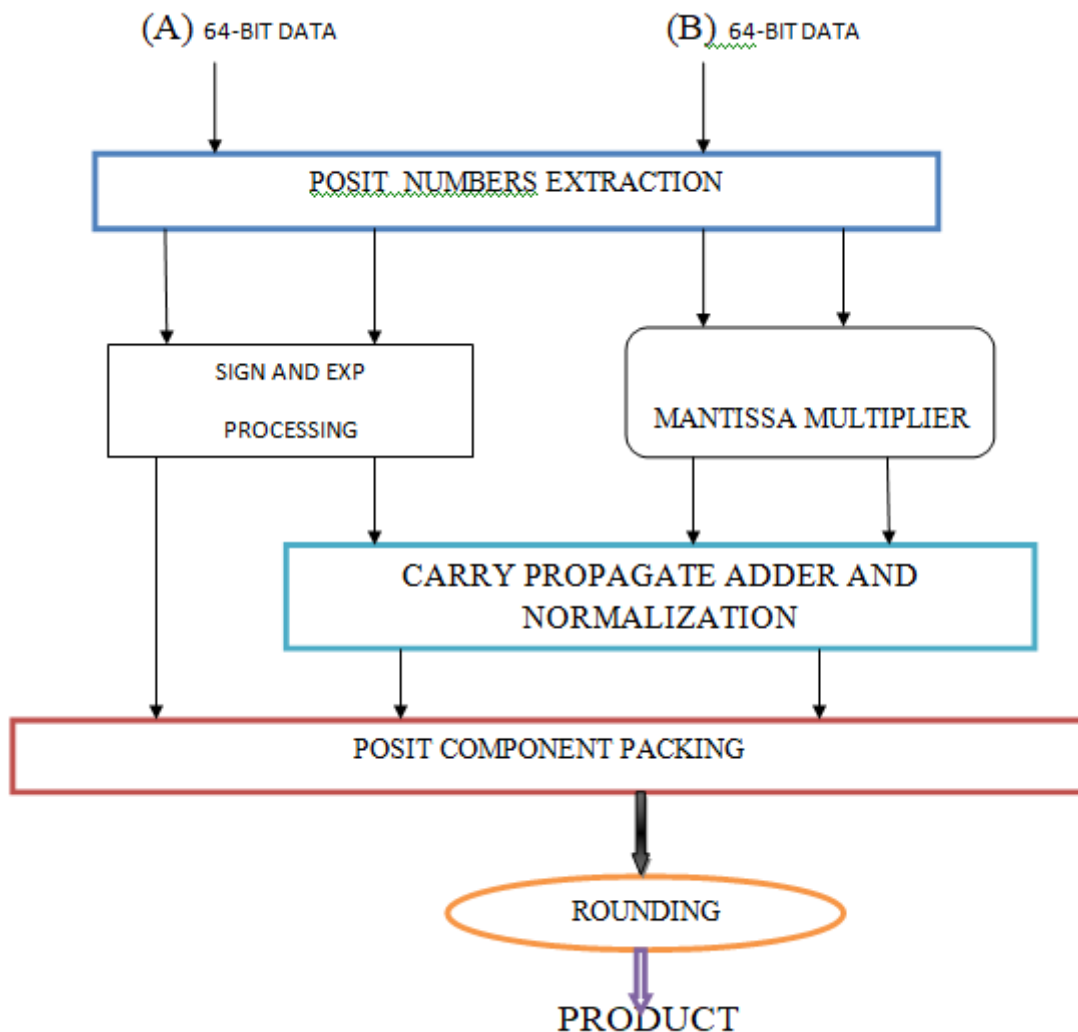 (A) 64-BIT DATA
(B) 64-BIT DATA
POSIT NUMBERS EXTRACTION
SIGN AND EXP
PROCESSING
MANTISSA MULTIPLIER
CARRY PROPAGATE ADDER AND
NORMALIZATION
POSIT COMPONENT PACKING
ROUNDING
PRODUCT